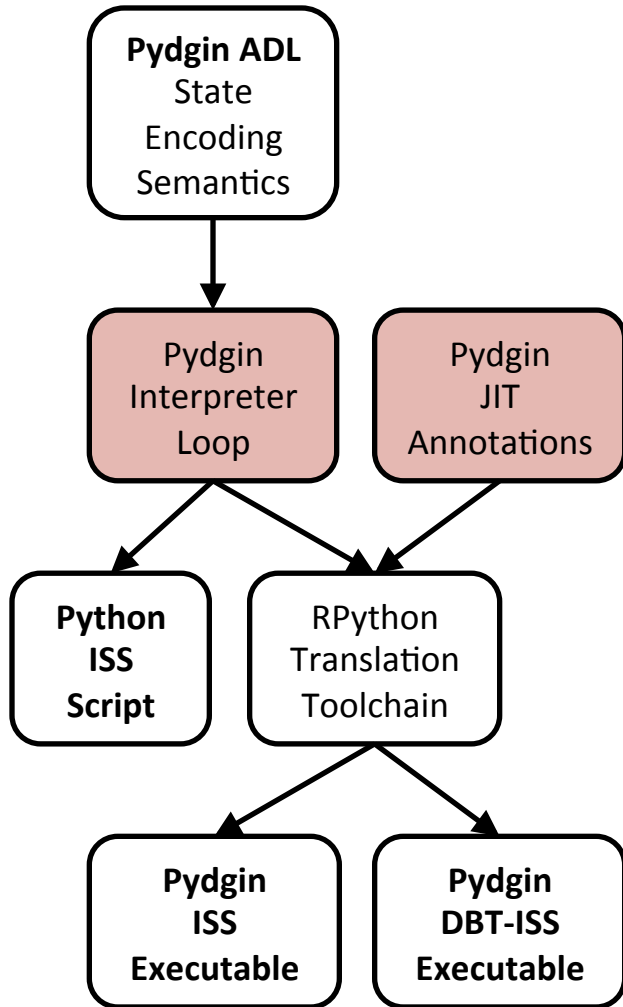 Pydgin ADL
State
Encoding
Semantics
Pydgin
Interpreter
Loop
Pydgin
JIT
Annotations
Python
ISS
Script
RPython
Translation
Toolchain
Pydgin
ISS
Executable
Pydgin
DBT-ISS
Executable